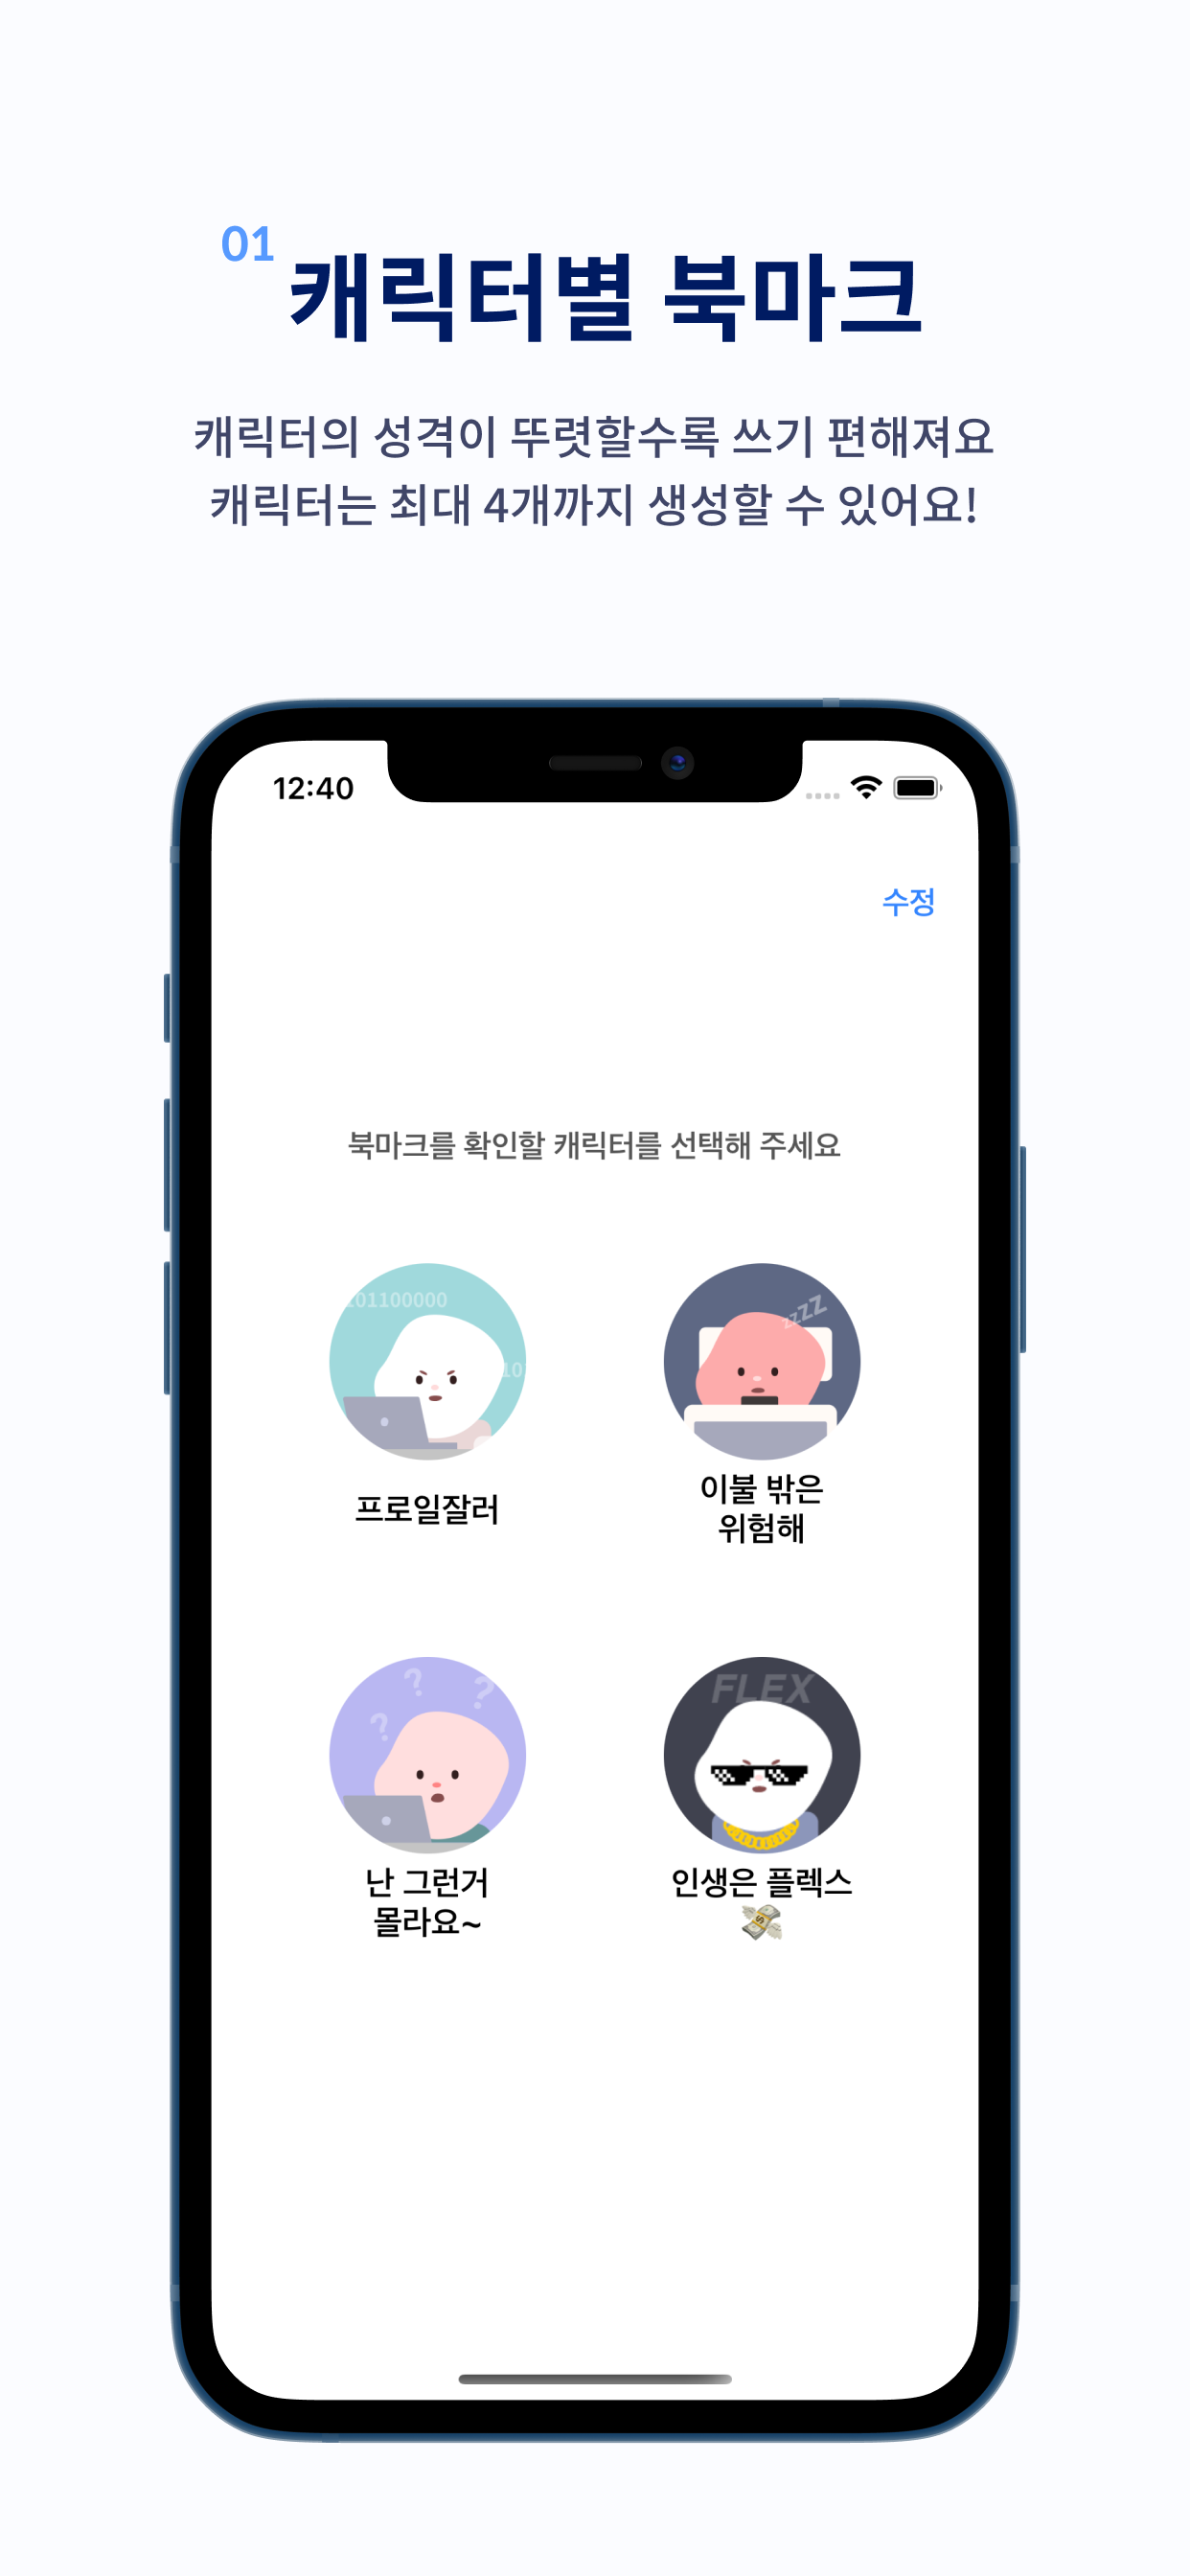 01
캐릭터별 북마크
캐릭터의 성격이 뚜렷할수록 쓰기 편해져요
캐릭터는 최대 4개까지 생성할 수 있어요!
12:40
수정
북마크를 확인할 캐릭터를 선택해 주세요
101100000
10
zzzZ
프로일잘러
이불 밖은
위험해
? ? ?
FLEX
난 그런거
몰라요~
인생은 플렉스
💸